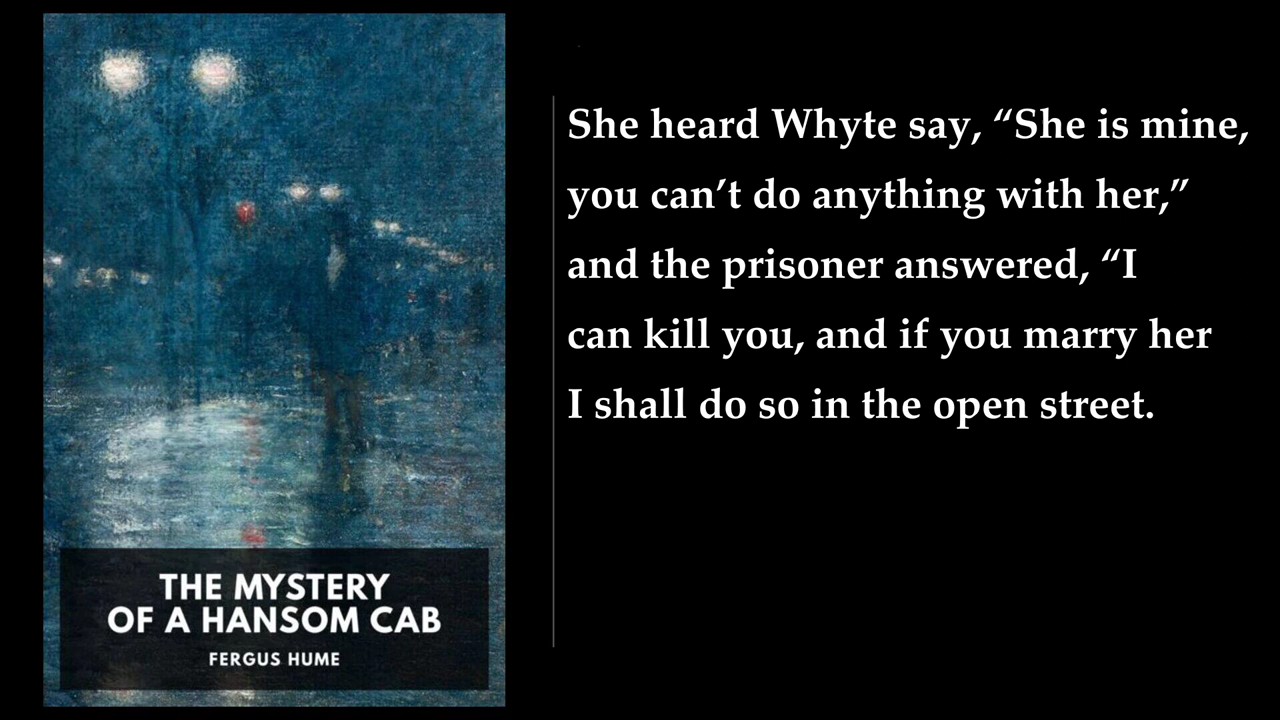 She heard Whyte say, “She is mine,
you can’t do anything with her,”
and the prisoner answered, “I
can kill you, and if you marry her
I shall do so in the open street.
THE MYSTERY
OF A HANSOM CAB
FERGUS HUME